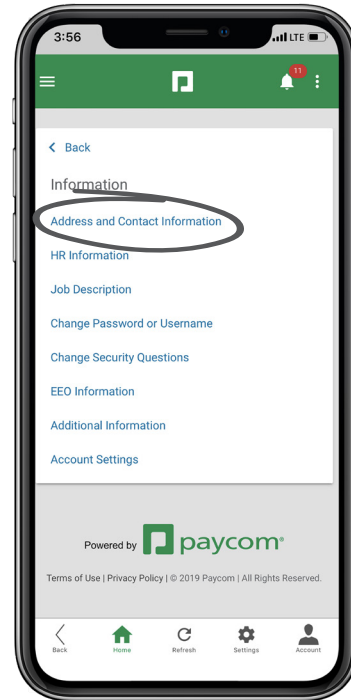 3:56
LTE
11
Back
Information
Address and Contact Information
HR Information
Job Description
Change Password or Username
Change Security Questions
EEO Information
Additional Information
Account Settings
Powered by paycom®
Terms of Use | Privacy Policy | © 2019 Paycom | All Rights Reserved.
Back Home Refresh Settings Account